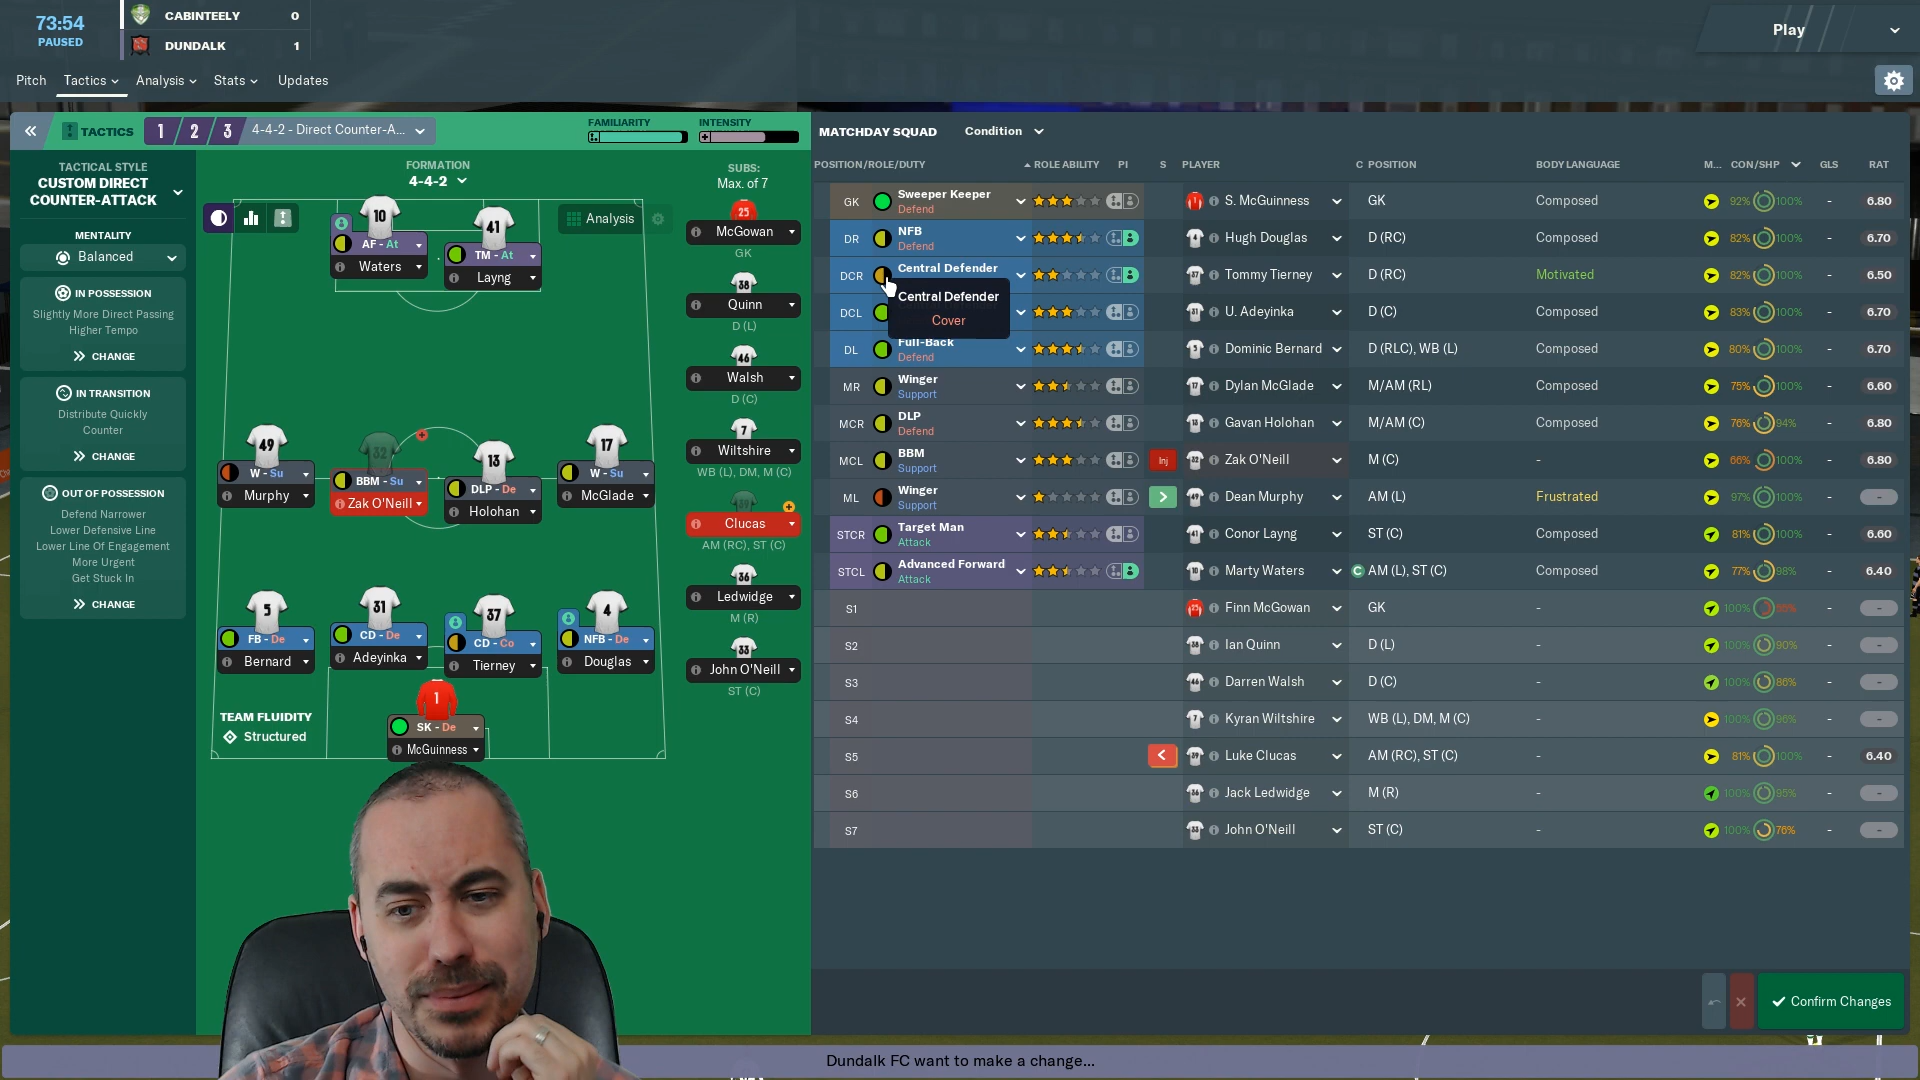 73:54
PAUSED
CABINTEELY 0
DUNDALK 1
Play
Pitch
Tactics
Analysis
Stats
Updates
TACTICS
1
2
3
4-4-2 - Direct Counter-A...
FAMILIARITY
INTENSITY
TACTICAL STYLE
CUSTOM DIRECT
COUNTER-ATTACK
MENTALITY
Balanced
IN POSSESSION
Slightly More Direct Passing
Higher Tempo
CHANGE
IN TRANSITION
Distribute Quickly
Counter
CHANGE
OUT OF POSSESSION
Defend Narrower
Lower Defensive Line
Lower Line Of Engagement
More Urgent
Get Stuck In
CHANGE
FORMATION
4-4-2
Analysis
10
AF - At
Waters
41
TM - At
Layng
49
W - Su
Murphy
32
BBM - Su
Zak O'Neill
13
DLP - De
Holohan
17
W - Su
McGlade
5
FB - De
Bernard
31
CD - De
Adeyinka
37
CD - Co
Tierney
4
NFB - De
Douglas
1
SK - De
McGuinness
TEAM FLUIDITY
Structured
SUBS:
Max. of 7
25
McGowan
GK
38
Quinn
D (L)
46
Walsh
D (C)
7
Wiltshire
WB (L), DM, M (C)
39
Clucas
AM (RC), ST (C)
36
Ledwidge
M (R)
33
John O'Neill
ST (C)
MATCHDAY SQUAD
Condition
POSITION/ROLE/DUTY ROLE ABILITY PI S PLAYER C POSITION BODY LANGUAGE M... CON/SHP GLS RAT
GK Sweeper Keeper Defend S. McGuinness GK Composed 92% 100% - 6.80
DR NFB Defend Hugh Douglas D (RC) Composed 82% 100% - 6.70
DCR Central Defender Tommy Tierney D (RC) Motivated 82% 100% - 6.50
Central Defender
Cover
DCL U. Adeyinka D (C) Composed 83% 100% - 6.70
DL Full-Back Defend Dominic Bernard D (RLC), WB (L) Composed 80% 100% - 6.70
MR Winger Support Dylan McGlade M/AM (RL) Composed 75% 100% - 6.60
MCR DLP Defend Gavan Holohan M/AM (C) Composed 76% 94% - 6.80
MCL BBM Support Inj Zak O'Neill M (C) - 66% 100% - 6.80
ML Winger Support Dean Murphy AM (L) Frustrated 97% 100% - -
STCR Target Man Attack Conor Layng ST (C) Composed 81% 100% - 6.60
STCL Advanced Forward Attack Marty Waters C AM (L), ST (C) Composed 77% 98% - 6.40
S1 Finn McGowan GK - 100% - -
S2 Ian Quinn D (L) - 100% 90% - -
S3 Darren Walsh D (C) - 100% 86% - -
S4 Kyran Wiltshire WB (L), DM, M (C) - 100% 96% - -
S5 Luke Clucas AM (RC), ST (C) - 81% 100% - 6.40
S6 Jack Ledwidge M (R) - 100% 95% - -
S7 John O'Neill ST (C) - 100% 76% - -
Confirm Changes
Dundalk FC want to make a change...